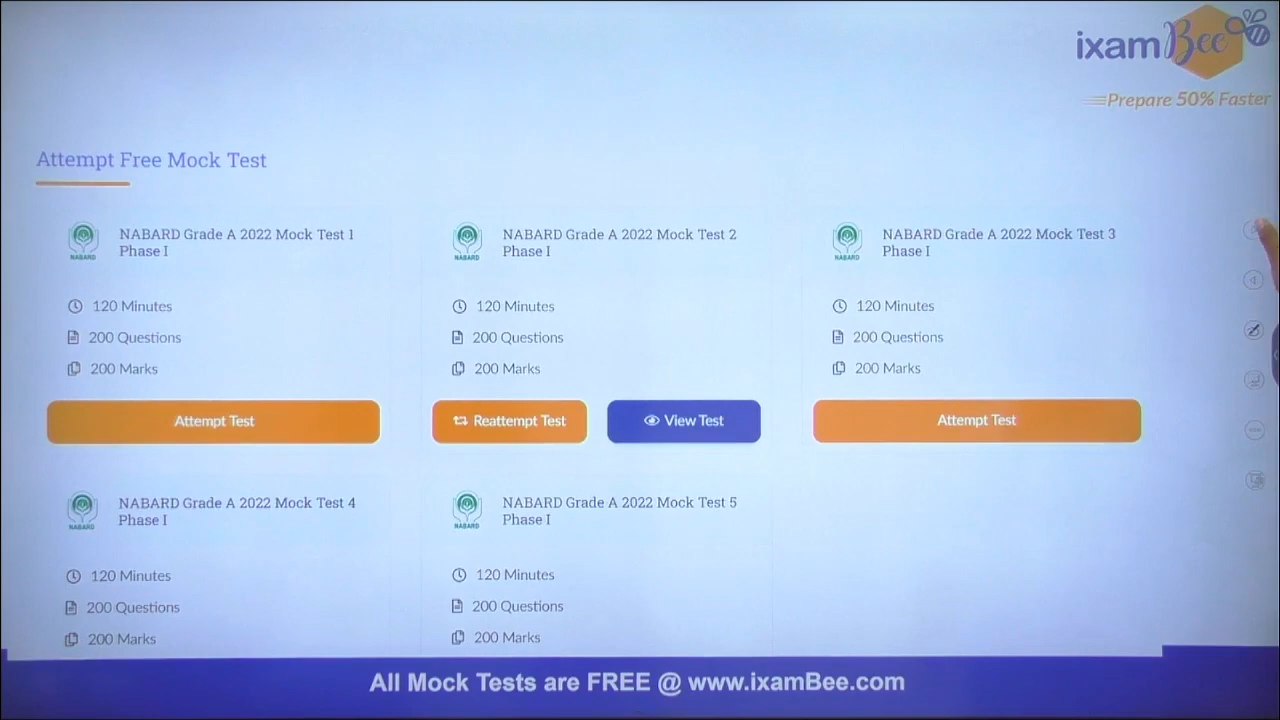 ixamBee
Prepare 50% Faster
Attempt Free Mock Test
NABARD Grade A 2022 Mock Test 1
Phase I
NABARD
120 Minutes
200 Questions
200 Marks
Attempt Test
NABARD Grade A 2022 Mock Test 2
Phase I
NABARD
120 Minutes
200 Questions
200 Marks
Reattempt Test
View Test
NABARD Grade A 2022 Mock Test 3
Phase I
NABARD
120 Minutes
200 Questions
200 Marks
Attempt Test
NABARD Grade A 2022 Mock Test 4
Phase I
NABARD
120 Minutes
200 Questions
200 Marks
NABARD Grade A 2022 Mock Test 5
Phase I
NABARD
120 Minutes
200 Questions
200 Marks
All Mock Tests are FREE @ www.ixamBee.com